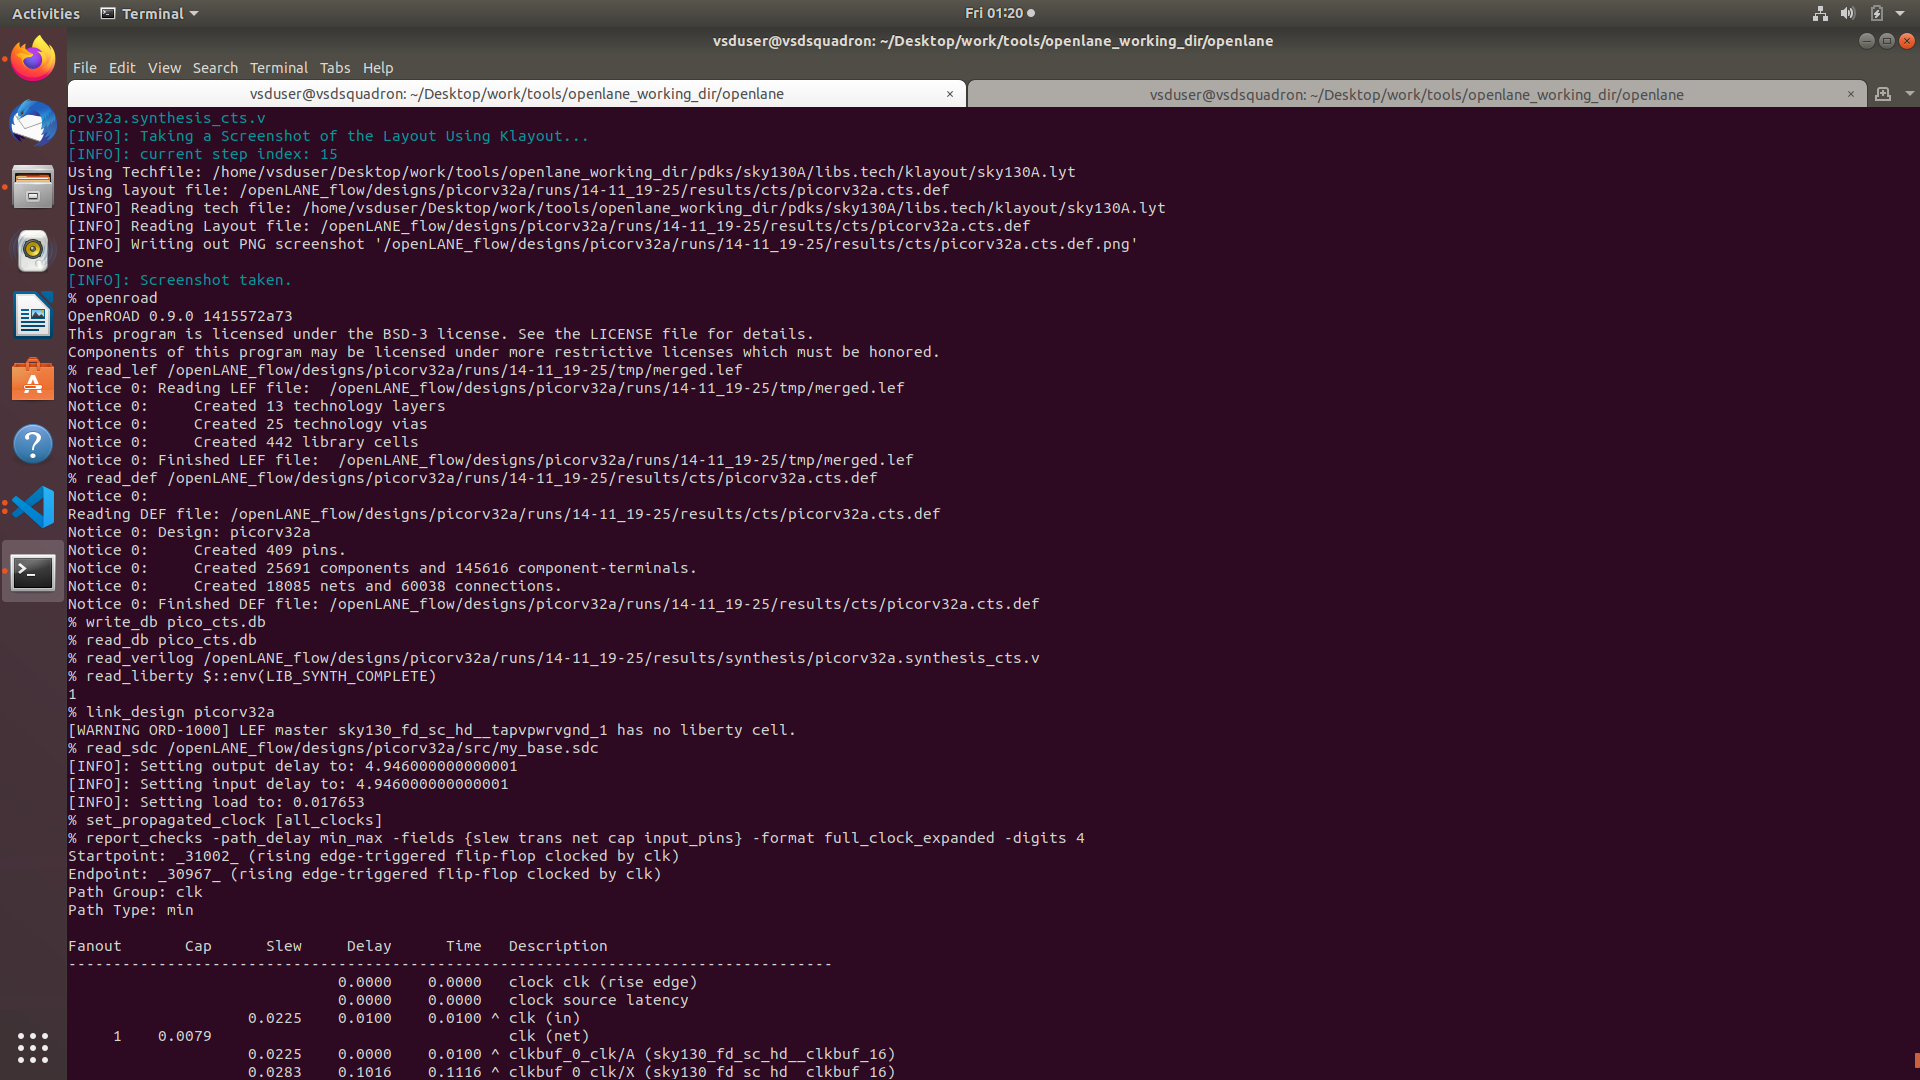 Activities Terminal Fri 01:20
vsduser@vsdsquadron: ~/Desktop/work/tools/openlane_working_dir/openlane
File Edit View Search Terminal Tabs Help
vsduser@vsdsquadron: ~/Desktop/work/tools/openlane_working_dir/openlane × vsduser@vsdsquadron: ~/Desktop/work/tools/openlane_working_dir/openlane ×
orv32a.synthesis_cts.v
[INFO]: Taking a Screenshot of the Layout Using Klayout...
[INFO]: current step index: 15
Using Techfile: /home/vsduser/Desktop/work/tools/openlane_working_dir/pdks/sky130A/libs.tech/klayout/sky130A.lyt
Using layout file: /openLANE_flow/designs/picorv32a/runs/14-11_19-25/results/cts/picorv32a.cts.def
[INFO] Reading tech file: /home/vsduser/Desktop/work/tools/openlane_working_dir/pdks/sky130A/libs.tech/klayout/sky130A.lyt
[INFO] Reading Layout file: /openLANE_flow/designs/picorv32a/runs/14-11_19-25/results/cts/picorv32a.cts.def
[INFO] Writing out PNG screenshot '/openLANE_flow/designs/picorv32a/runs/14-11_19-25/results/cts/picorv32a.cts.def.png'
Done
[INFO]: Screenshot taken.
% openroad
OpenROAD 0.9.0 1415572a73
This program is licensed under the BSD-3 license. See the LICENSE file for details.
Components of this program may be licensed under more restrictive licenses which must be honored.
% read_lef /openLANE_flow/designs/picorv32a/runs/14-11_19-25/tmp/merged.lef
Notice 0: Reading LEF file:  /openLANE_flow/designs/picorv32a/runs/14-11_19-25/tmp/merged.lef
Notice 0:     Created 13 technology layers
Notice 0:     Created 25 technology vias
Notice 0:     Created 442 library cells
Notice 0: Finished LEF file:  /openLANE_flow/designs/picorv32a/runs/14-11_19-25/tmp/merged.lef
% read_def /openLANE_flow/designs/picorv32a/runs/14-11_19-25/results/cts/picorv32a.cts.def
Notice 0:
Reading DEF file: /openLANE_flow/designs/picorv32a/runs/14-11_19-25/results/cts/picorv32a.cts.def
Notice 0: Design: picorv32a
Notice 0:     Created 409 pins.
Notice 0:     Created 25691 components and 145616 component-terminals.
Notice 0:     Created 18085 nets and 60038 connections.
Notice 0: Finished DEF file: /openLANE_flow/designs/picorv32a/runs/14-11_19-25/results/cts/picorv32a.cts.def
% write_db pico_cts.db
% read_db pico_cts.db
% read_verilog /openLANE_flow/designs/picorv32a/runs/14-11_19-25/results/synthesis/picorv32a.synthesis_cts.v
% read_liberty $::env(LIB_SYNTH_COMPLETE)
1
% link_design picorv32a
[WARNING ORD-1000] LEF master sky130_fd_sc_hd__tapvpwrvgnd_1 has no liberty cell.
% read_sdc /openLANE_flow/designs/picorv32a/src/my_base.sdc
[INFO]: Setting output delay to: 4.946000000000001
[INFO]: Setting input delay to: 4.946000000000001
[INFO]: Setting load to: 0.017653
% set_propagated_clock [all_clocks]
% report_checks -path_delay min_max -fields {slew trans net cap input_pins} -format full_clock_expanded -digits 4
Startpoint: _31002_ (rising edge-triggered flip-flop clocked by clk)
Endpoint: _30967_ (rising edge-triggered flip-flop clocked by clk)
Path Group: clk
Path Type: min
Fanout       Cap      Slew     Delay      Time   Description
-------------------------------------------------------------------------------------
0.0000    0.0000   clock clk (rise edge)
0.0000    0.0000   clock source latency
0.0225    0.0100    0.0100 ^ clk (in)
1    0.0079                                 clk (net)
0.0225    0.0000    0.0100 ^ clkbuf_0_clk/A (sky130_fd_sc_hd__clkbuf_16)
0.0283    0.1016    0.1116 ^ clkbuf_0_clk/X (sky130_fd_sc_hd__clkbuf_16)